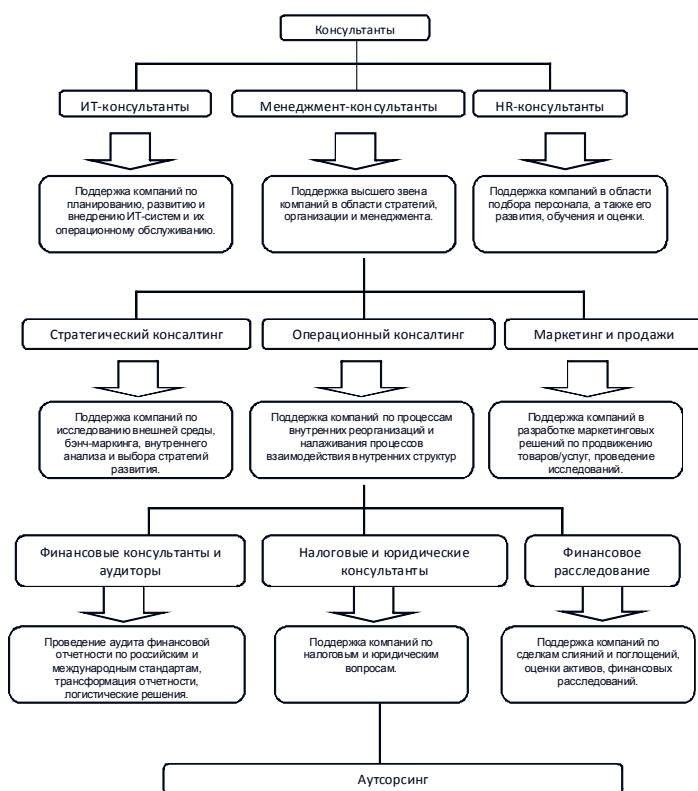 Консультанты
ИТ-консультанты
Менеджмент-консультанты
HR-консультанты
Поддержка компаний по
планированию, развитию и
внедрению ИТ-систем и их
операционному обслуживанию.
Поддержка высшего звена
компаний в области стратегий,
организации и менеджмента.
Поддержка компаний в области
подбора персонала, а также его
развития, обучения и оценки.
Стратегический консалтинг
Операционный консалтинг
Маркетинг и продажи
Поддержка компаний по
исследованию внешней среды,
бэнч-маркинга, внутреннего
анализа и выбора стратегий
развития.
Поддержка компаний по процессам
внутренних реорганизаций и
налаживания процессов
взаимодействия внутренних структур
Поддержка компаний в
разработке маркетинговых
решений по продвижению
товаров/услуг, проведение
исследований.
Финансовые консультанты и
аудиторы
Налоговые и юридические
консультанты
Финансовое
расследование
Проведение аудита финансовой
отчетности по российским и
международным стандартам,
трансформация отчетности,
логистические решения.
Поддержка компаний по
налоговым и юридическим
вопросам.
Поддержка компаний по
сделкам слияний и поглощений,
оценки активов, финансовых
расследований.
Аутсорсинг